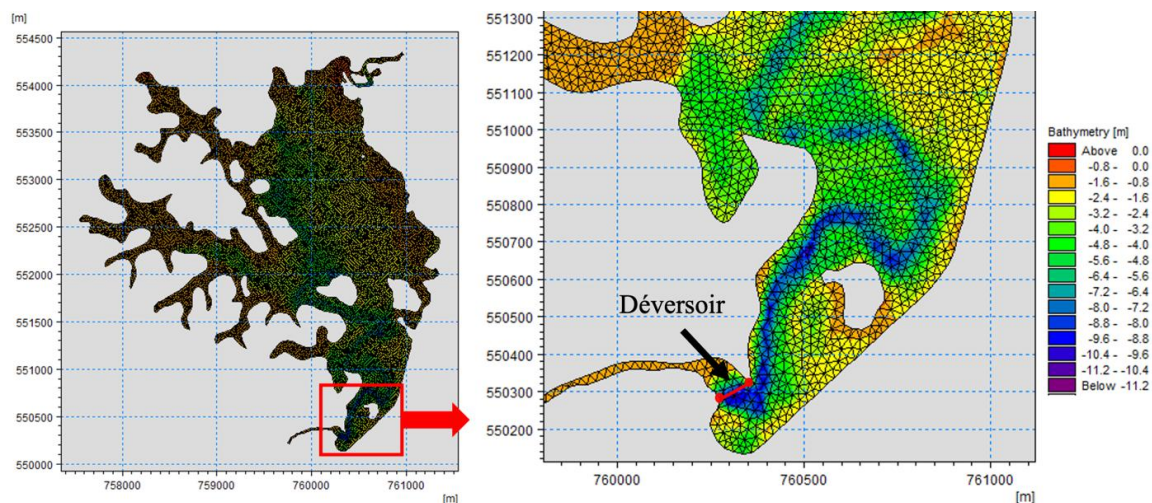 [m]
554500
554000
553500
553000
552500
552000
551500
551000
550500
550000
758000 759000 760000 761000
[m]
551300
551200
551100
551000
550900
550800
550700
550600
550500
550400
550300
550200
Déversoir
760000 760500 761000
[m]
Bathymetry [m]
Above 0.0
-0.8 - 0.0
-1.6 - -0.8
-2.4 - -1.6
-3.2 - -2.4
-4.0 - -3.2
-4.8 - -4.0
-5.6 - -4.8
-6.4 - -5.6
-7.2 - -6.4
-8.0 - -7.2
-8.8 - -8.0
-9.6 - -8.8
-10.4 - -9.6
-11.2 - -10.4
Below -11.2